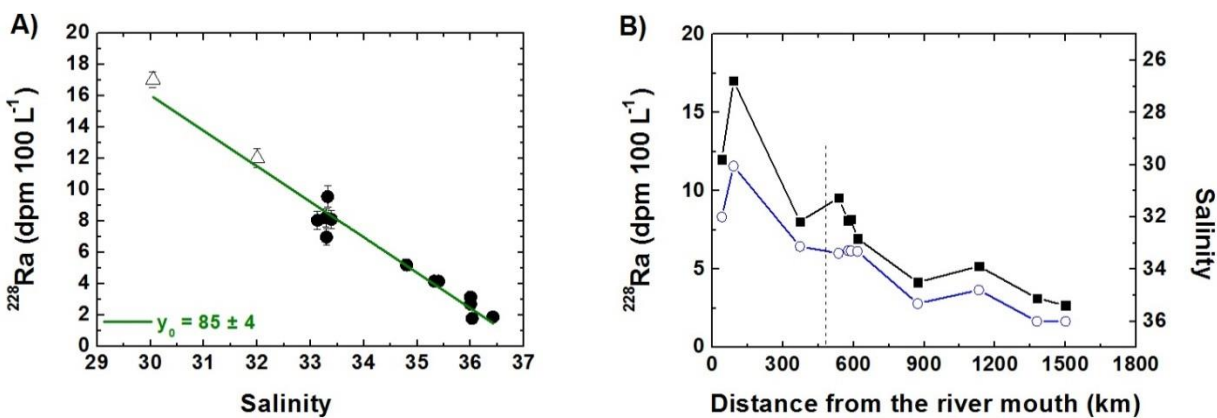 A)
20
18
16
14
12
10
8
6
4
2
0
²²⁸Ra (dpm 100 L⁻¹)
y₀ = 85 ± 4
29 30 31 32 33 34 35 36 37
Salinity
B)
20
15
10
5
0
²²⁸Ra (dpm 100 L⁻¹)
26
28
30
32
34
36
Salinity
0 300 600 900 1200 1500 1800
Distance from the river mouth (km)